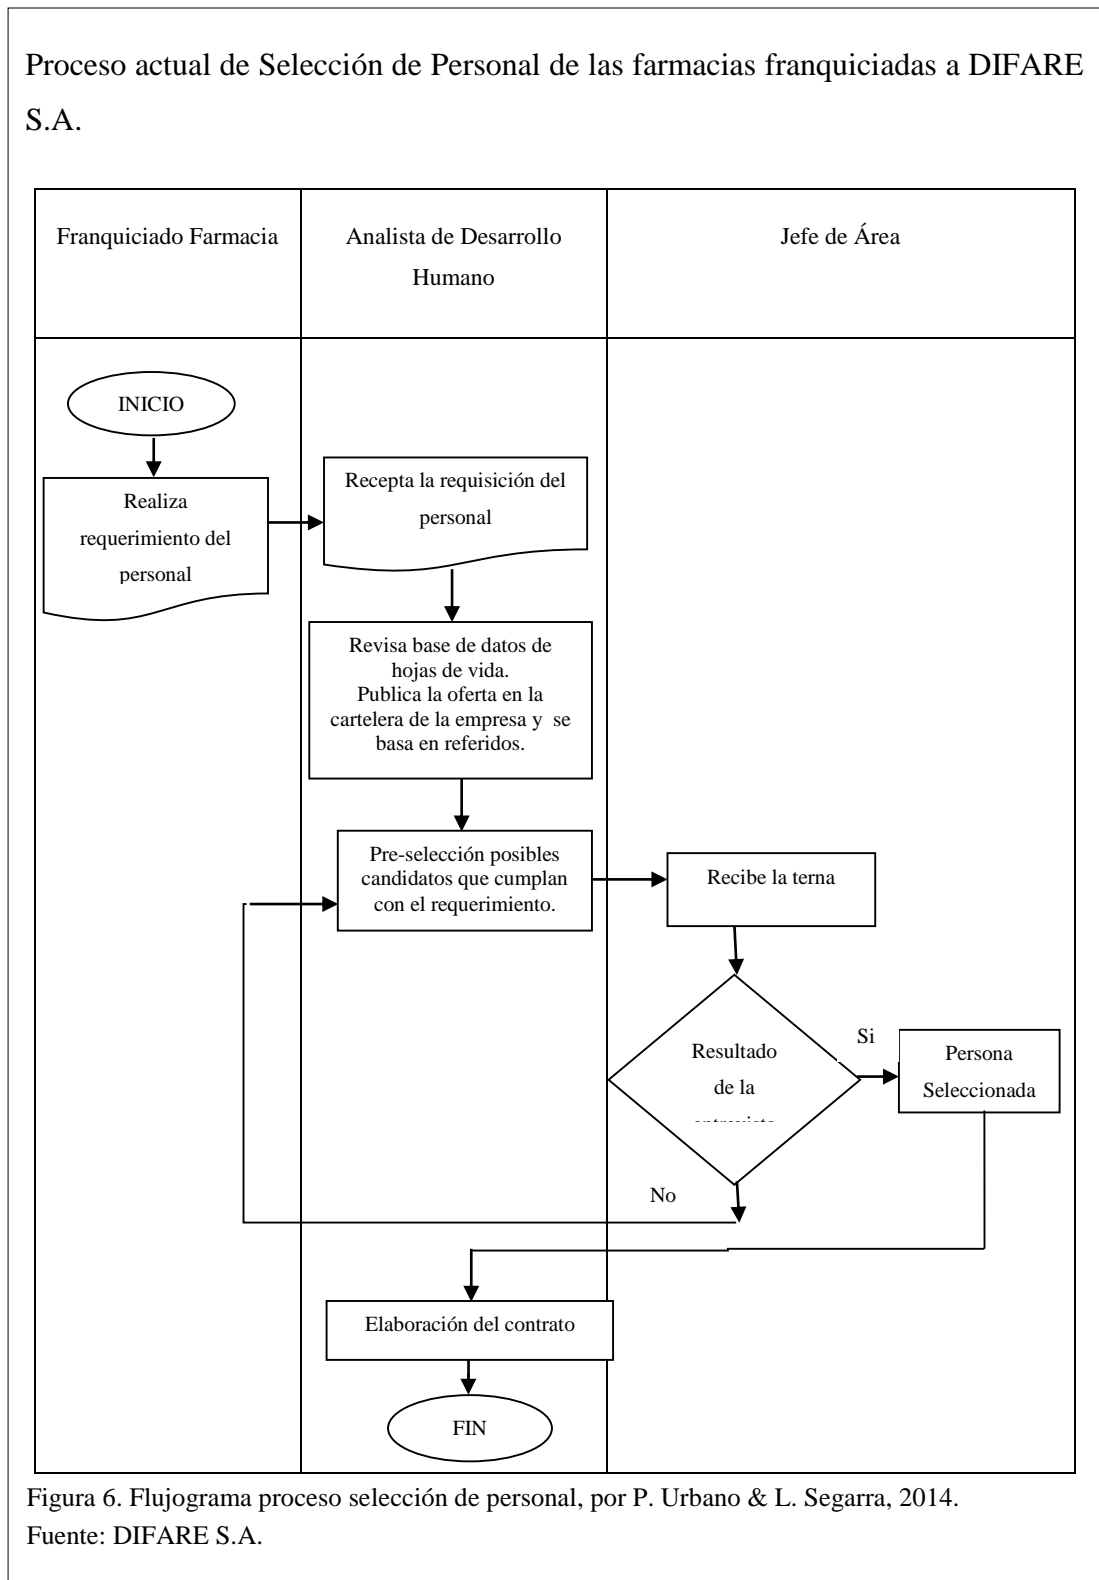 Proceso actual de Selección de Personal de las farmacias franquiciadas a DIFARE
S.A.
Franquiciado Farmacia
Analista de Desarrollo
Humano
Jefe de Área
INICIO
Realiza
requerimiento del
personal
Recepta la requisición del
personal
Revisa base de datos de
hojas de vida.
Publica la oferta en la
cartelera de la empresa y se
basa en referidos.
Pre-selección posibles
candidatos que cumplan
con el requerimiento.
Recibe la terna
Resultado
de la
Si
Persona
Seleccionada
No
Elaboración del contrato
FIN
Figura 6. Flujograma proceso selección de personal, por P. Urbano & L. Segarra, 2014.
Fuente: DIFARE S.A.